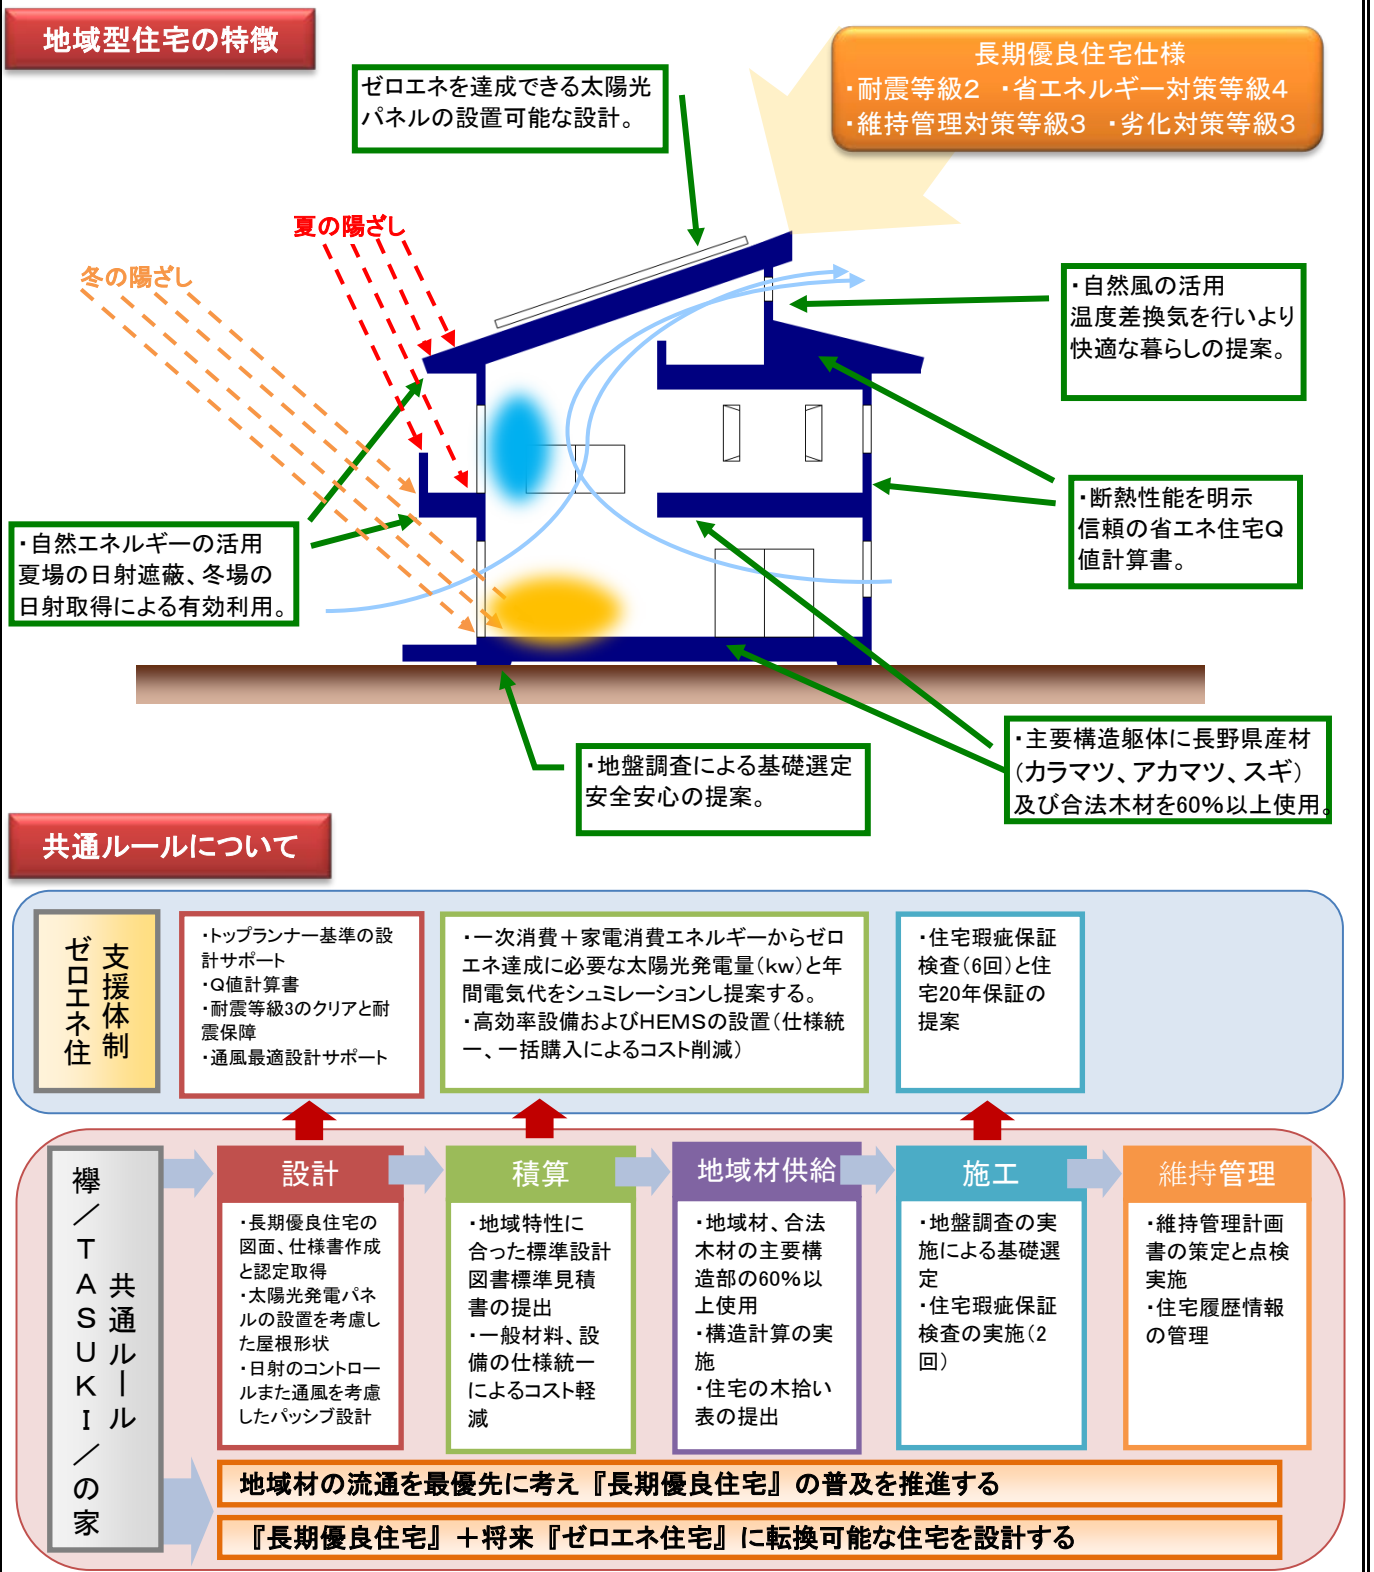 地域型住宅の特徴
長期優良住宅仕様
・耐震等級2　・省エネルギー対策等級4
・維持管理対策等級3　・劣化対策等級3
ゼロエネを達成できる太陽光
パネルの設置可能な設計。
夏の陽ざし
冬の陽ざし
・自然風の活用
温度差換気を行いより
快適な暮らしの提案。
・断熱性能を明示
信頼の省エネ住宅Q
値計算書。
・自然エネルギーの活用
夏場の日射遮蔽、冬場の
日射取得による有効利用。
・主要構造躯体に長野県産材
（カラマツ、アカマツ、スギ）
及び合法木材を60％以上使用。
・地盤調査による基礎選定
安全安心の提案。
共通ルールについて
ゼロエネ住
支援体制
・トップランナー基準の設
計サポート
・Q値計算書
・耐震等級3のクリアと耐
震保障
・通風最適設計サポート
・一次消費＋家電消費エネルギーからゼロ
エネ達成に必要な太陽光発電量（kw）と年
間電気代をシュミレーションし提案する。
・高効率設備およびHEMSの設置（仕様統
一、一括購入によるコスト削減）
・住宅瑕疵保証
検査（6回）と住
宅20年保証の
提案
襷／TASUKI／の家
共通ルール
設計
・長期優良住宅の
図面、仕様書作成
と認定取得
・太陽光発電パネ
ルの設置を考慮し
た屋根形状
・日射のコントロー
ルまた通風を考慮
したパッシブ設計
積算
・地域特性に
合った標準設計
図書標準見積
書の提出
・一般材料、設
備の仕様統一
によるコスト軽
減
地域材供給
・地域材、合法
木材の主要構
造部の60％以
上使用
・構造計算の実
施
・住宅の木拾い
表の提出
施工
・地盤調査の実
施による基礎選
定
・住宅瑕疵保証
検査の実施（2
回）
維持管理
・維持管理計画
書の策定と点検
実施
・住宅履歴情報
の管理
地域材の流通を最優先に考え『長期優良住宅』の普及を推進する
『長期優良住宅』＋将来『ゼロエネ住宅』に転換可能な住宅を設計する